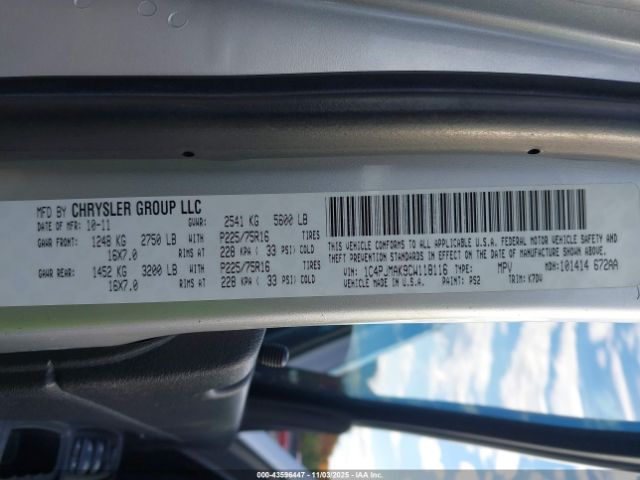 MFD BY CHRYSLER GROUP LLC
DATE OF MFR: 10-11 GVWR: 2541 KG 5600 LB
GAWR FRONT: 1248 KG 2750 LB WITH P225/75R16 TIRES
16X7.0 RIMS AT 228 KPA ( 33 PSI) COLD
GAWR REAR: 1452 KG 3200 LB WITH P225/75R16 TIRES
16X7.0 RIMS AT 228 KPA ( 33 PSI) COLD
THIS VEHICLE CONFORMS TO ALL APPLICABLE U.S.A. FEDERAL MOTOR VEHICLE SAFETY AND
THEFT PREVENTION STANDARDS IN EFFECT ON THE DATE OF MANUFACTURE SHOWN ABOVE.
VIN: 1C4PJMAK9CW118116 TYPE: MPV MDH: 101414 672AA
VEHICLE MADE IN U.S.A. PAINT: PS2 TRIM: K7D4
000-43596447 - 11/03/2025 - IAA